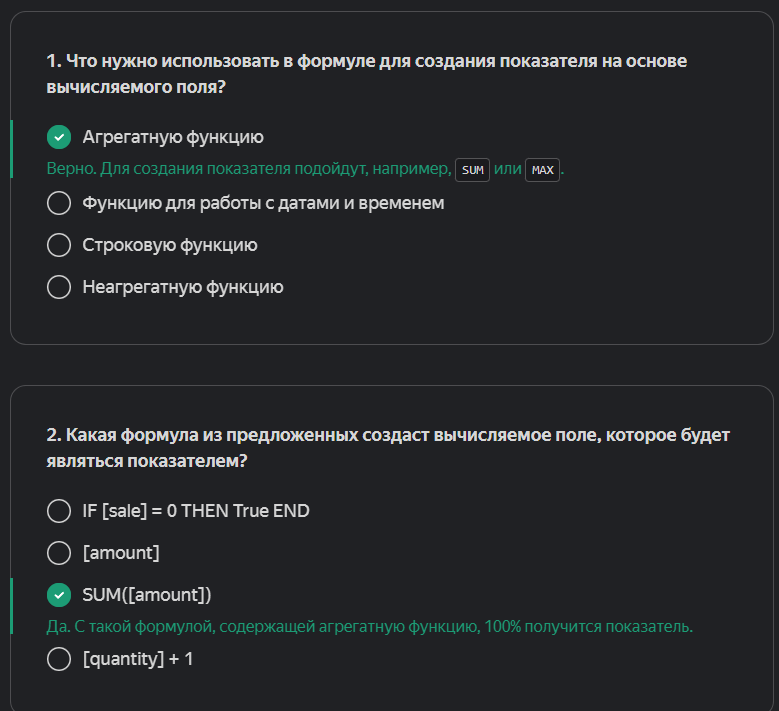 1. Что нужно использовать в формуле для создания показателя на основе
вычисляемого поля?
Агрегатную функцию
Верно. Для создания показателя подойдут, например, SUM или MAX.
Функцию для работы с датами и временем
Строковую функцию
Неагрегатную функцию
2. Какая формула из предложенных создаст вычисляемое поле, которое будет
являться показателем?
IF [sale] = 0 THEN True END
[amount]
SUM([amount])
Да. С такой формулой, содержащей агрегатную функцию, 100% получится показатель.
[quantity] + 1